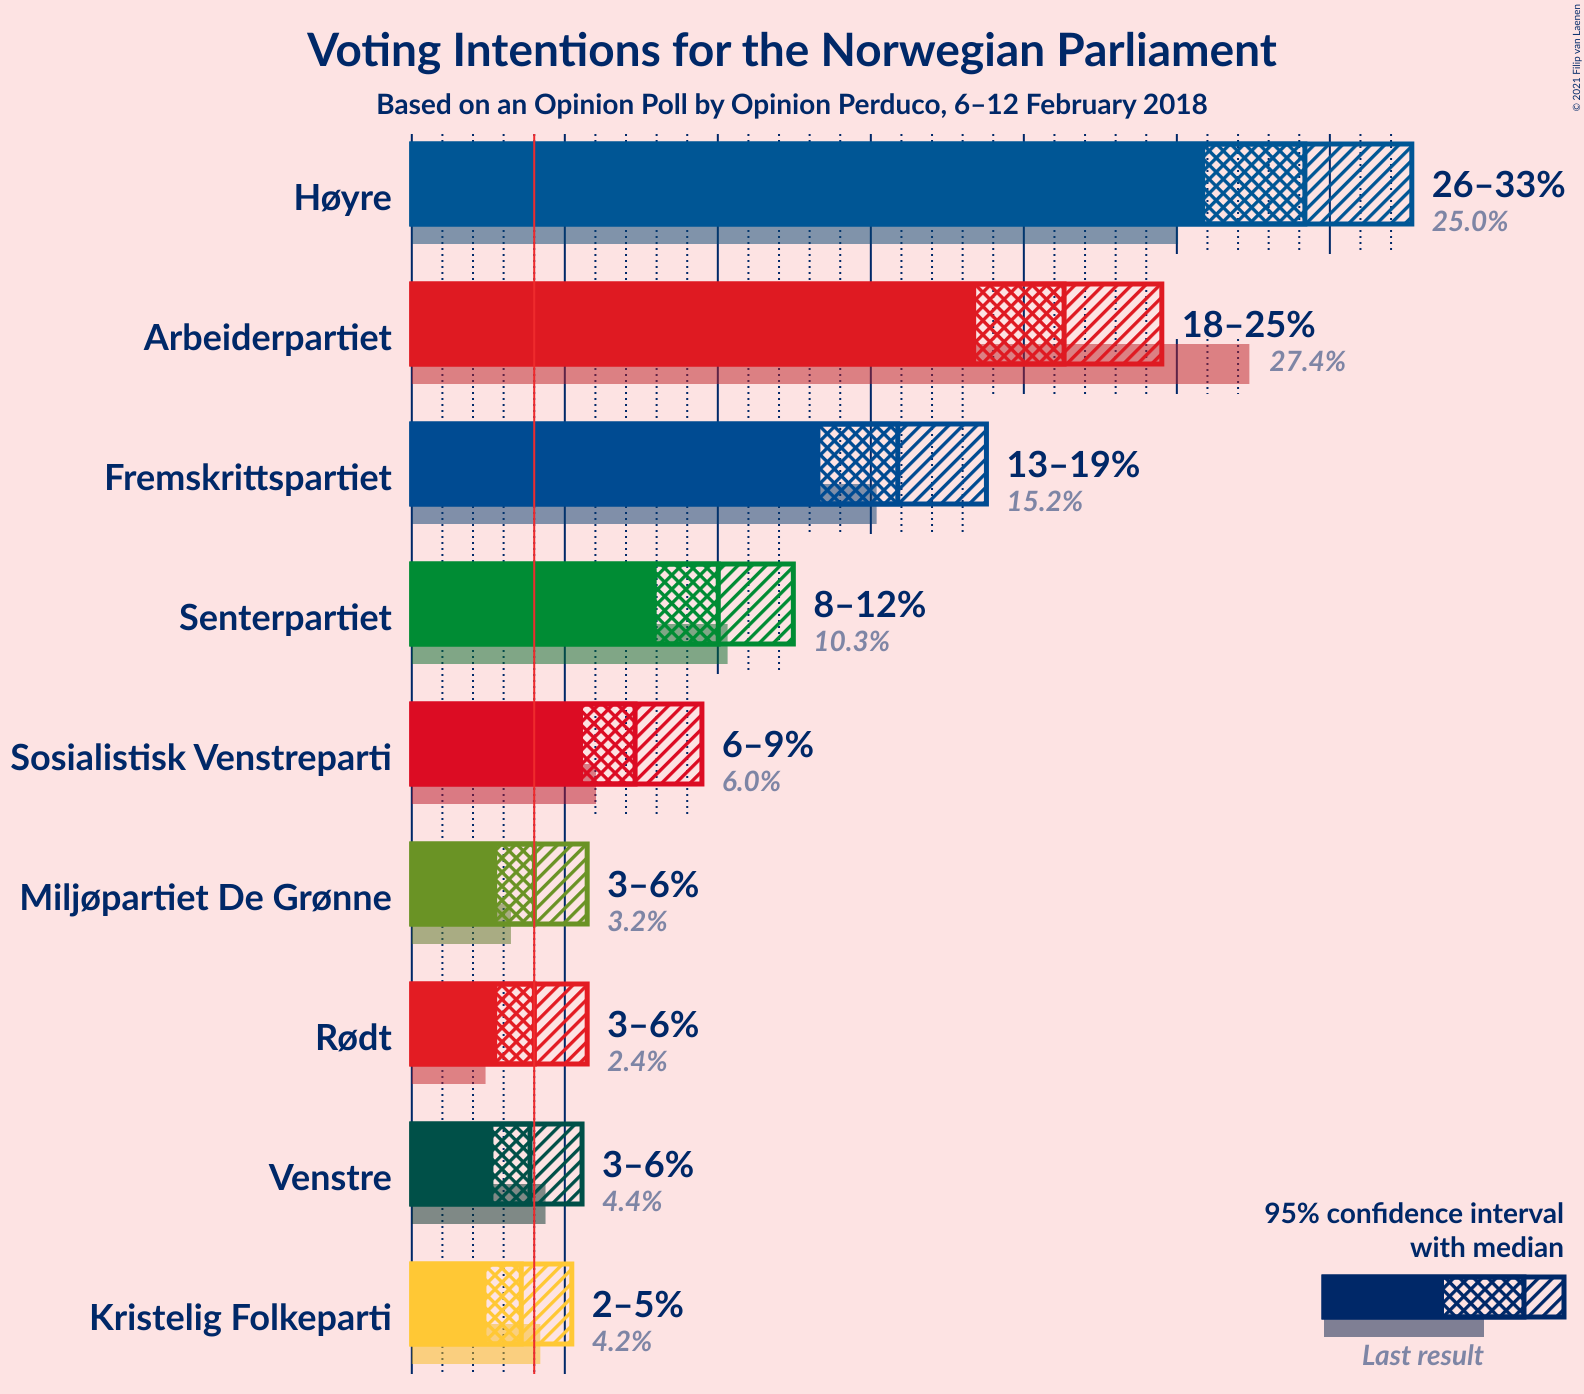 Voting Intentions for the Norwegian Parliament
Based on an Opinion Poll by Opinion Perduco, 6–12 February 2018
© 2021 Filip van Laenen
Høyre
26–33%
25.0%
Arbeiderpartiet
18–25%
27.4%
Fremskrittspartiet
13–19%
15.2%
Senterpartiet
8–12%
10.3%
Sosialistisk Venstreparti
6–9%
6.0%
Miljøpartiet De Grønne
3–6%
3.2%
Rødt
3–6%
2.4%
Venstre
3–6%
4.4%
Kristelig Folkeparti
2–5%
4.2%
95% confidence interval
with median
Last result